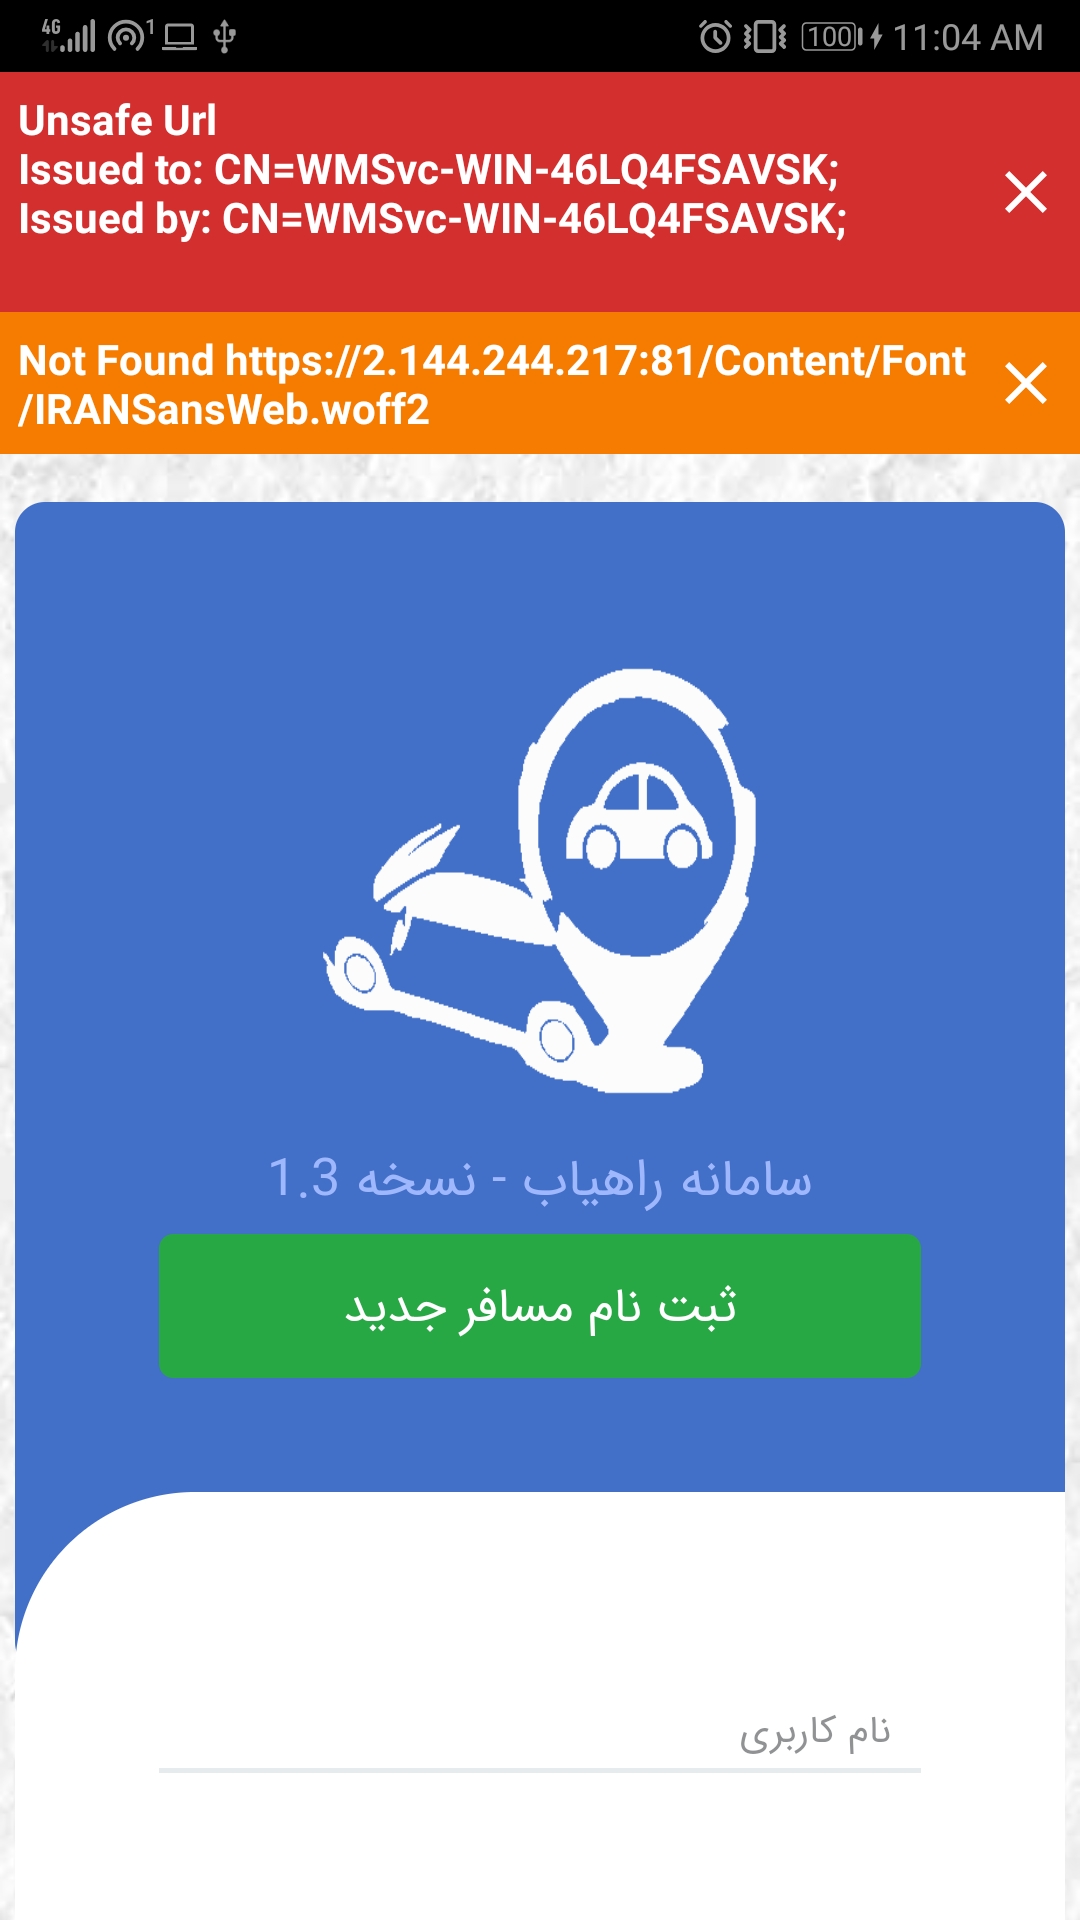 4G 1 100 11:04 AM
Unsafe Url
Issued to: CN=WMSvc-WIN-46LQ4FSAVSK;
Issued by: CN=WMSvc-WIN-46LQ4FSAVSK;
Not Found https://2.144.244.217:81/Content/Font
/IRANSansWeb.woff2
سامانه راهیاب - نسخه 1.3
ثبت نام مسافر جدید
نام کاربری